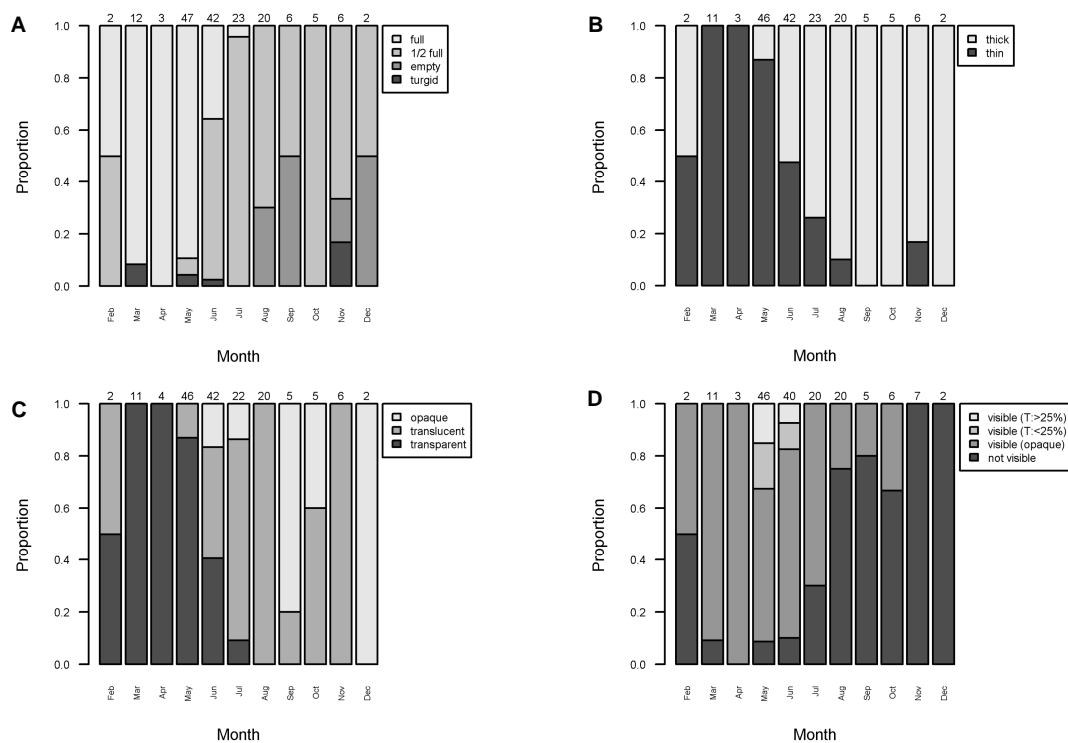 A
2 12 3 47 42 23 20 6 5 6 2
full
1/2 full
empty
turgid
Proportion
1.0
0.8
0.6
0.4
0.2
0.0
Feb Mar Apr May Jun Jul Aug Sep Oct Nov Dec
Month
B
2 11 3 46 42 23 20 5 5 6 2
thick
thin
Proportion
1.0
0.8
0.6
0.4
0.2
0.0
Feb Mar Apr May Jun Jul Aug Sep Oct Nov Dec
Month
C
2 11 4 46 42 22 20 5 5 6 2
opaque
translucent
transparent
Proportion
1.0
0.8
0.6
0.4
0.2
0.0
Feb Mar Apr May Jun Jul Aug Sep Oct Nov Dec
Month
D
2 11 3 46 40 20 20 5 6 7 2
visible (T:>25%)
visible (T:<25%)
visible (opaque)
not visible
Proportion
1.0
0.8
0.6
0.4
0.2
0.0
Feb Mar Apr May Jun Jul Aug Sep Oct Nov Dec
Month